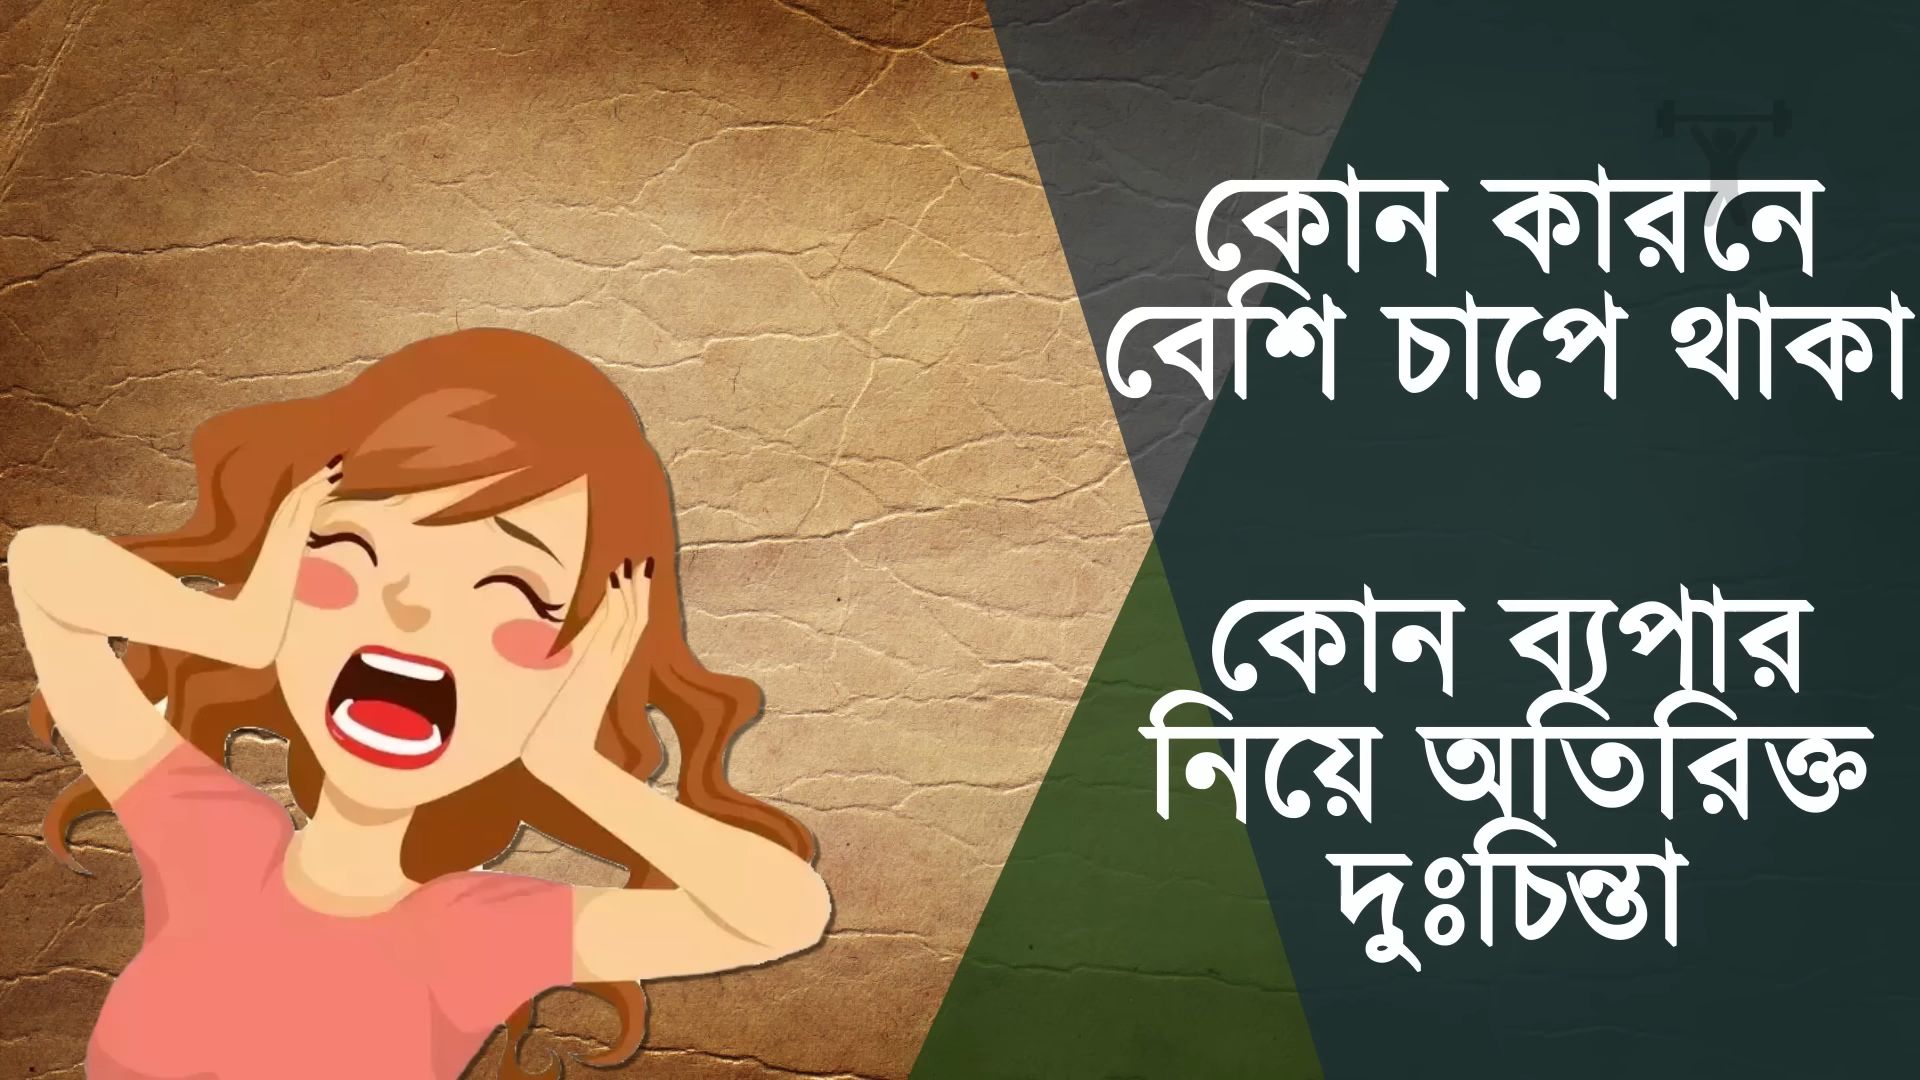 কোন কারনে
বেশি চাপে থাকা
কোন ব্যপার
নিয়ে অতিরিক্ত
দুঃচিন্তা